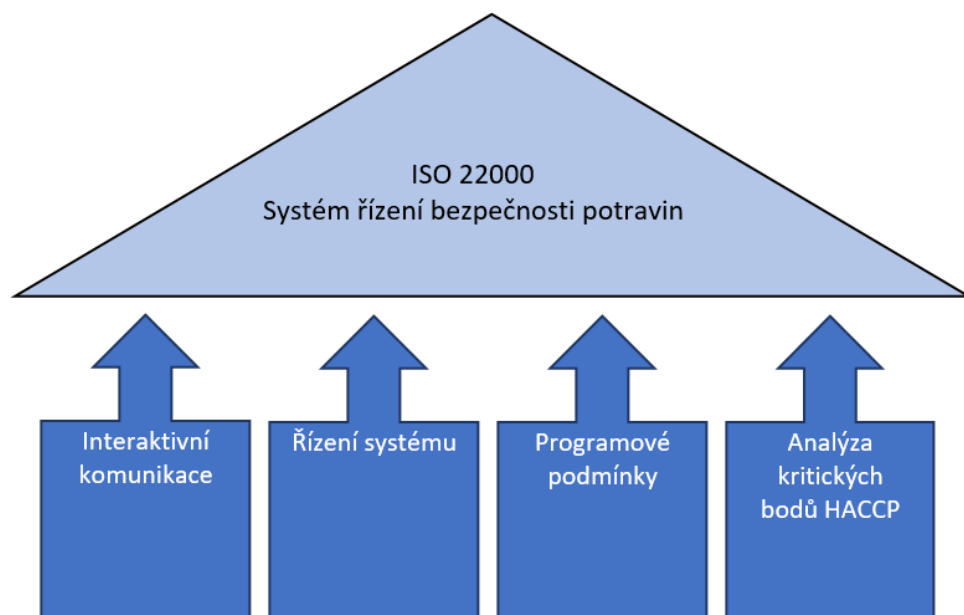 ISO 22000
Systém řízení bezpečnosti potravin
Interaktivní
komunikace
Řízení systému
Programové
podmínky
Analýza
kritických
bodů HACCP